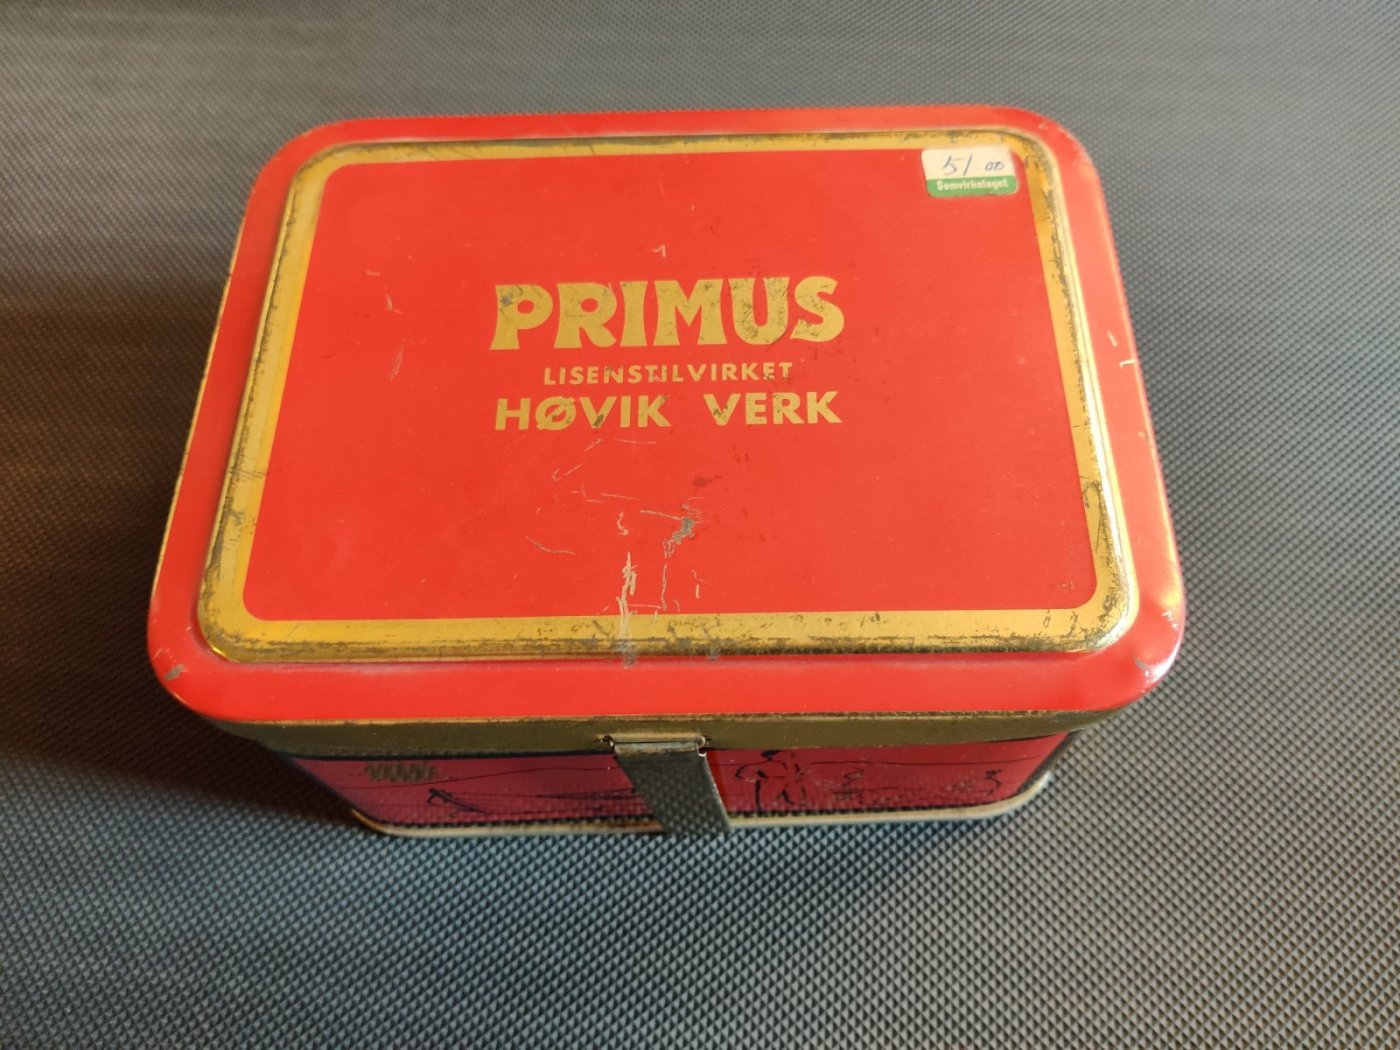 51.00
Samvirkelaget
PRIMUS
LISENSTILVIRKET
HØVIK VERK